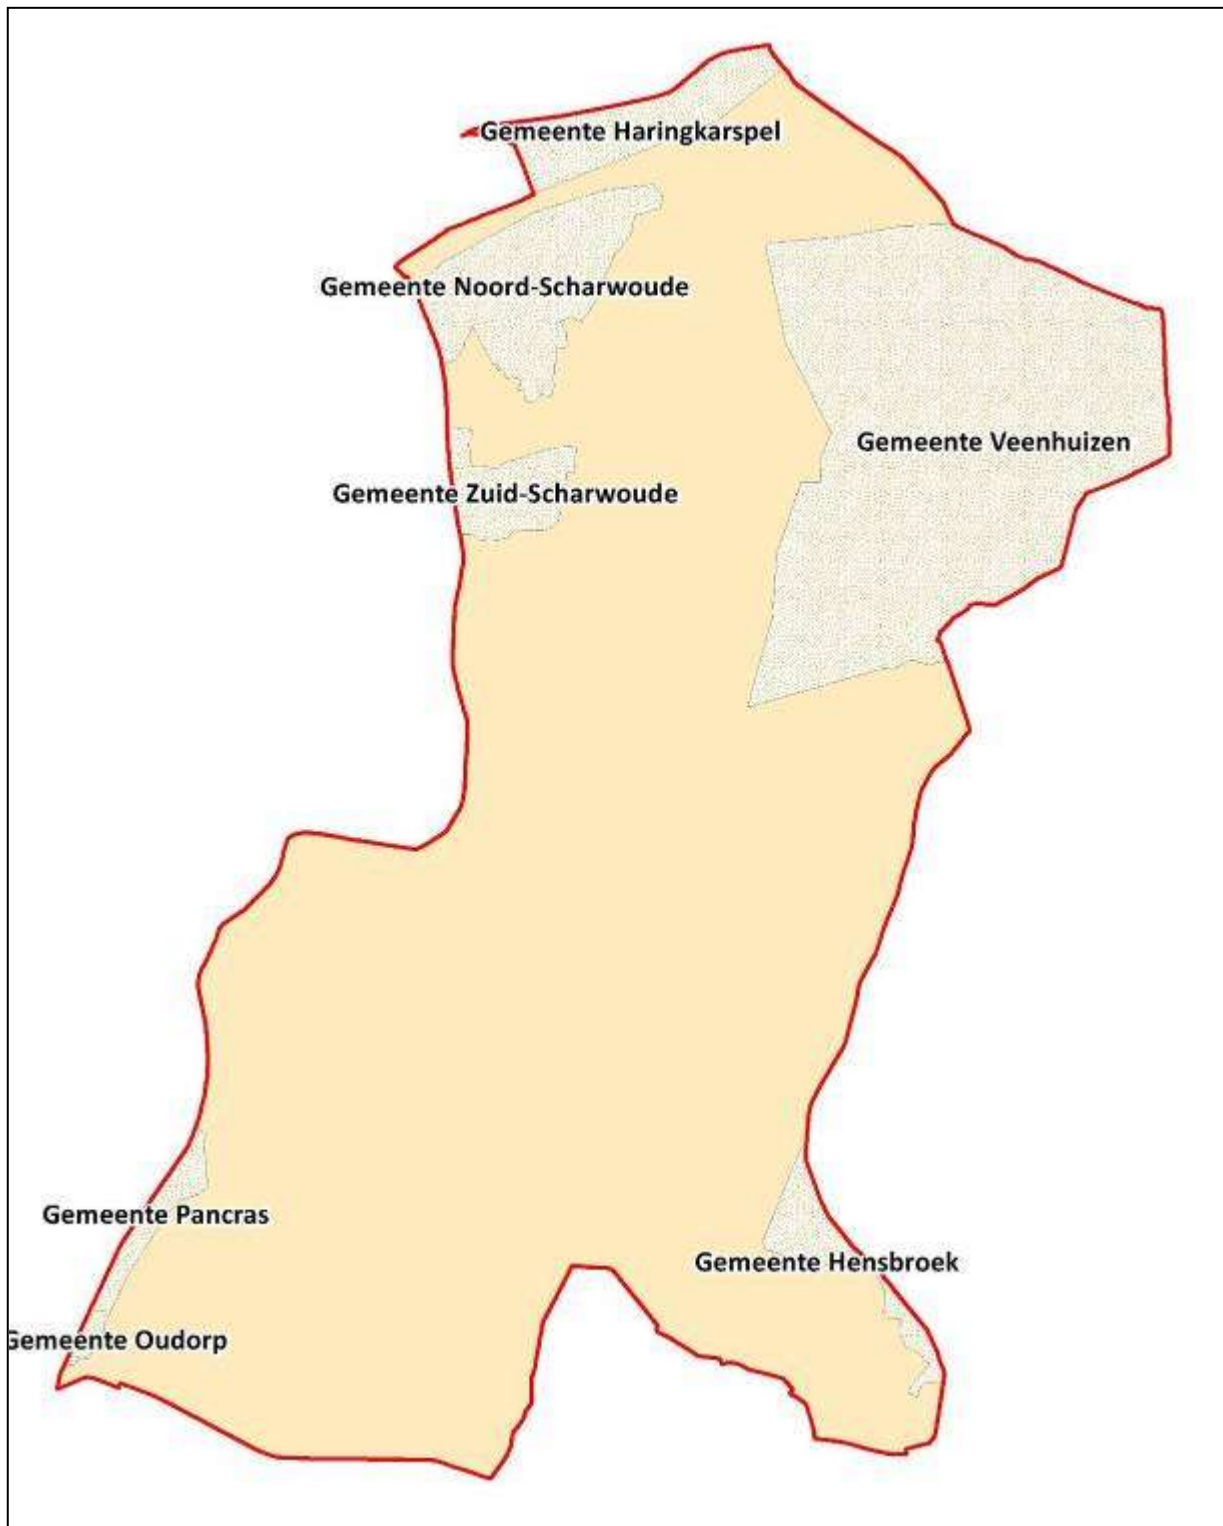 Gemeente Haringkarspel
Gemeente Noord-Scharwoude
Gemeente Veenhuizen
Gemeente Zuid-Scharwoude
Gemeente Pancras
Gemeente Hensbroek
Gemeente Oudorp